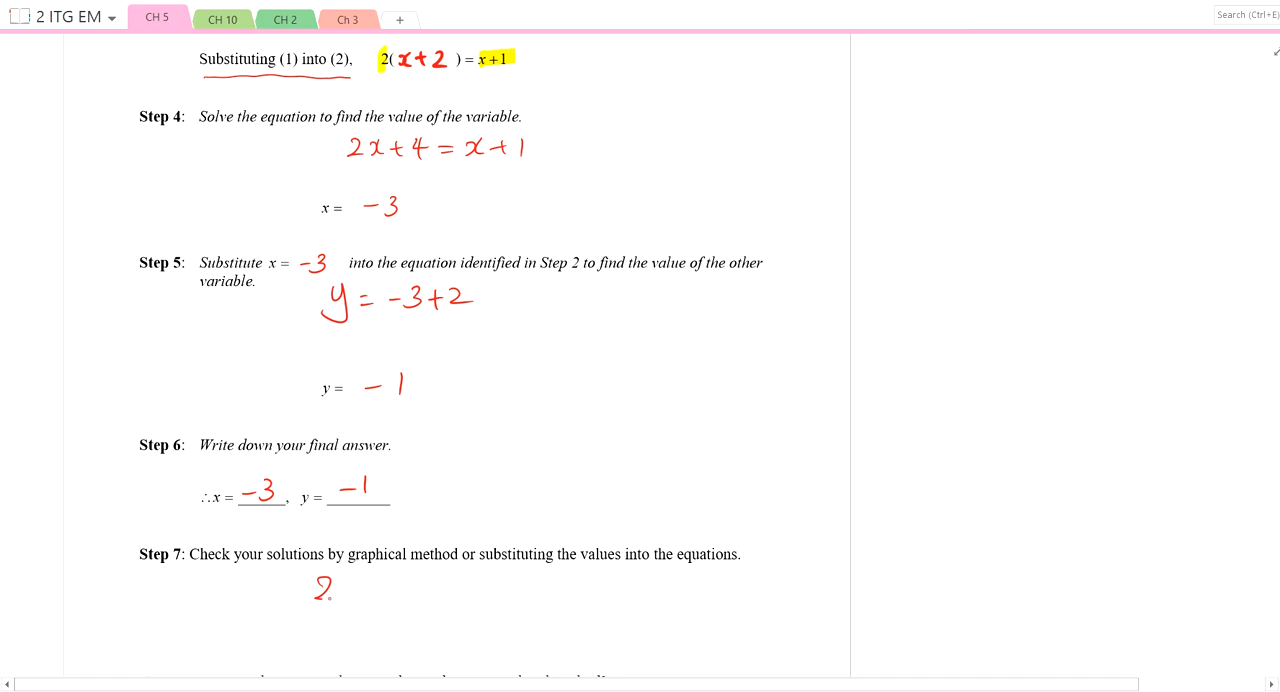 2 ITG EM CH 5 CH 10 CH 2 Ch 3 + Search (Ctrl+E)
Substituting (1) into (2), 2( x+2 ) = x+1
Step 4: Solve the equation to find the value of the variable.
2x+4 = x+1
x = -3
Step 5: Substitute x = -3 into the equation identified in Step 2 to find the value of the other
variable.
y = -3+2
y = -1
Step 6: Write down your final answer.
∴x = -3, y = -1
Step 7: Check your solutions by graphical method or substituting the values into the equations.
2